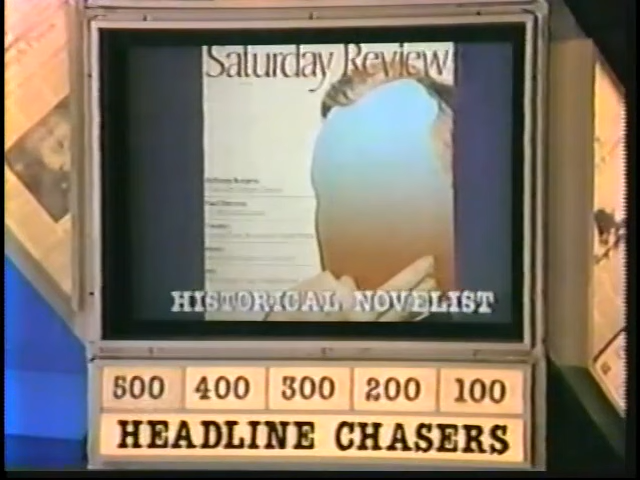 Saturday Review
HISTORICAL NOVELIST
500 400 300 200 100
HEADLINE CHASERS